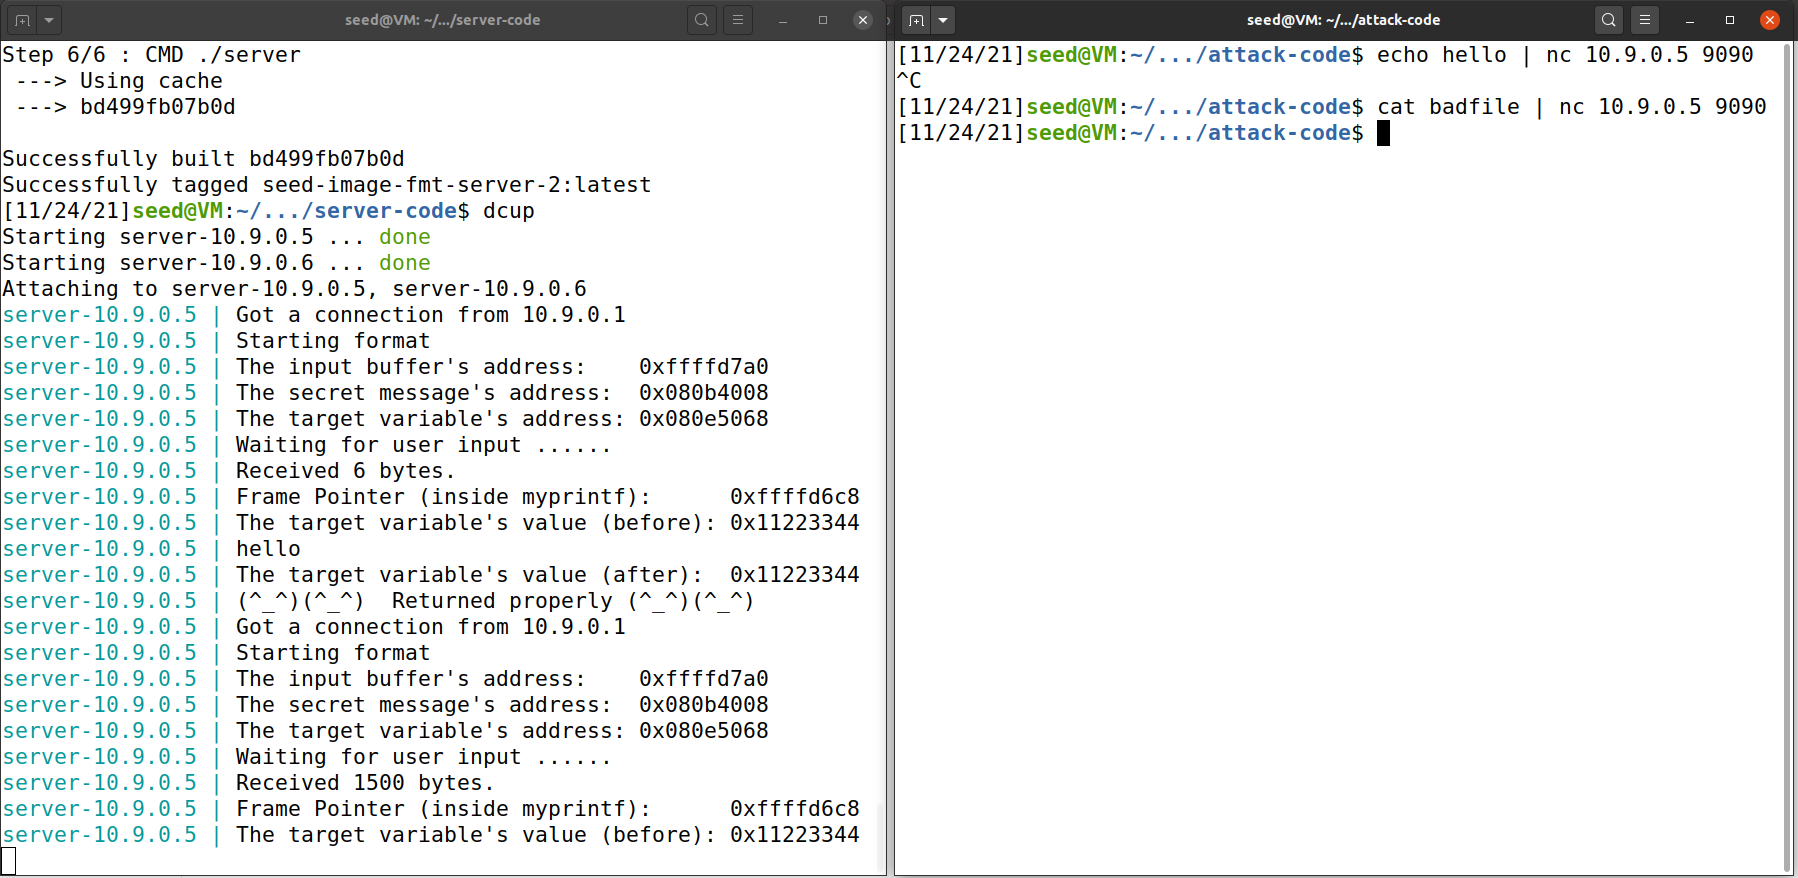 seed@VM: ~/.../server-code
Step 6/6 : CMD ./server
 ---> Using cache
 ---> bd499fb07b0d
Successfully built bd499fb07b0d
Successfully tagged seed-image-fmt-server-2:latest
[11/24/21]seed@VM:~/.../server-code$ dcup
Starting server-10.9.0.5 ... done
Starting server-10.9.0.6 ... done
Attaching to server-10.9.0.5, server-10.9.0.6
server-10.9.0.5 | Got a connection from 10.9.0.1
server-10.9.0.5 | Starting format
server-10.9.0.5 | The input buffer's address:    0xffffd7a0
server-10.9.0.5 | The secret message's address:  0x080b4008
server-10.9.0.5 | The target variable's address: 0x080e5068
server-10.9.0.5 | Waiting for user input ......
server-10.9.0.5 | Received 6 bytes.
server-10.9.0.5 | Frame Pointer (inside myprintf):      0xffffd6c8
server-10.9.0.5 | The target variable's value (before): 0x11223344
server-10.9.0.5 | hello
server-10.9.0.5 | The target variable's value (after):  0x11223344
server-10.9.0.5 | (^_^)(^_^)  Returned properly (^_^)(^_^)
server-10.9.0.5 | Got a connection from 10.9.0.1
server-10.9.0.5 | Starting format
server-10.9.0.5 | The input buffer's address:    0xffffd7a0
server-10.9.0.5 | The secret message's address:  0x080b4008
server-10.9.0.5 | The target variable's address: 0x080e5068
server-10.9.0.5 | Waiting for user input ......
server-10.9.0.5 | Received 1500 bytes.
server-10.9.0.5 | Frame Pointer (inside myprintf):      0xffffd6c8
server-10.9.0.5 | The target variable's value (before): 0x11223344
seed@VM: ~/.../attack-code
[11/24/21]seed@VM:~/.../attack-code$ echo hello | nc 10.9.0.5 9090
^C
[11/24/21]seed@VM:~/.../attack-code$ cat badfile | nc 10.9.0.5 9090
[11/24/21]seed@VM:~/.../attack-code$